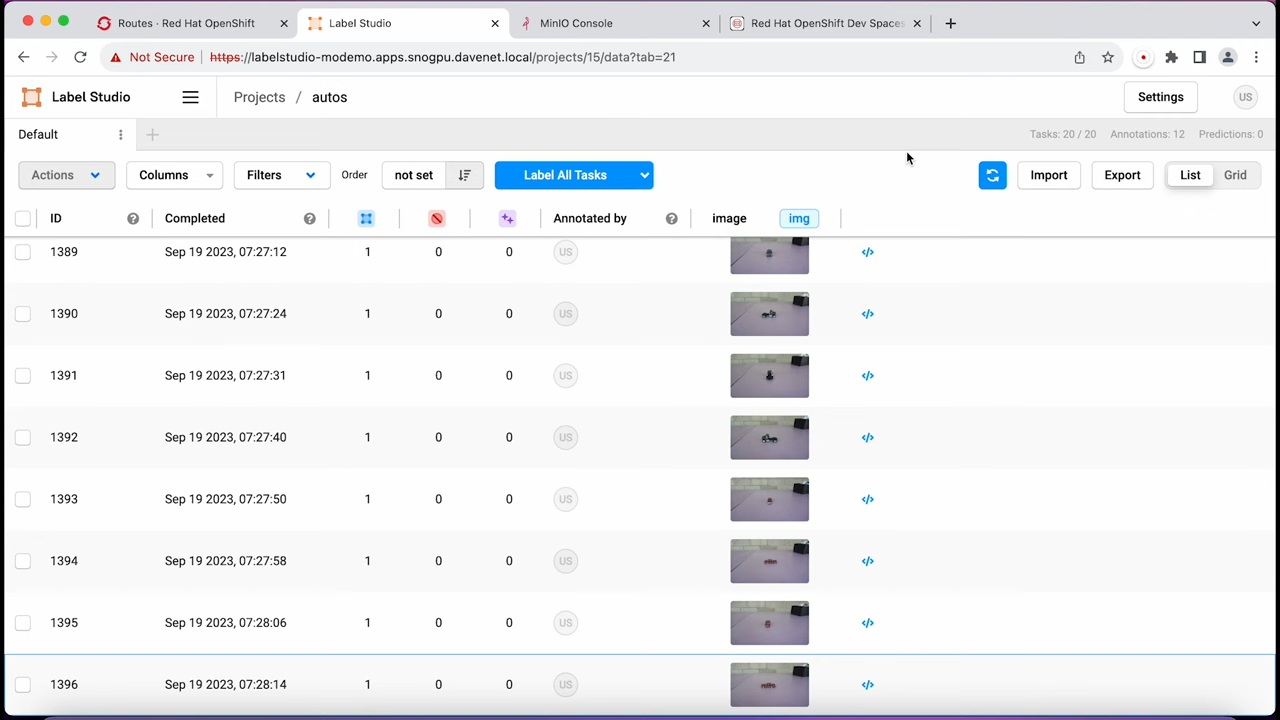 Routes · Red Hat OpenShift
Label Studio
MinIO Console
Red Hat OpenShift Dev Spaces
Not Secure
https://labelstudio-modemo.apps.snogpu.davenet.local/projects/15/data?tab=21
Label Studio
Projects / autos
Settings
US
Default
Tasks: 20 / 20 Annotations: 12 Predictions: 0
Actions
Columns
Filters
Order
not set
Label All Tasks
Import
Export
List
Grid
ID Completed Annotated by image img
1389 Sep 19 2023, 07:27:12 1 0 0 US </>
1390 Sep 19 2023, 07:27:24 1 0 0 US </>
1391 Sep 19 2023, 07:27:31 1 0 0 US </>
1392 Sep 19 2023, 07:27:40 1 0 0 US </>
1393 Sep 19 2023, 07:27:50 1 0 0 US </>
1394 Sep 19 2023, 07:27:58 1 0 0 US </>
1395 Sep 19 2023, 07:28:06 1 0 0 US </>
1396 Sep 19 2023, 07:28:14 1 0 0 US </>